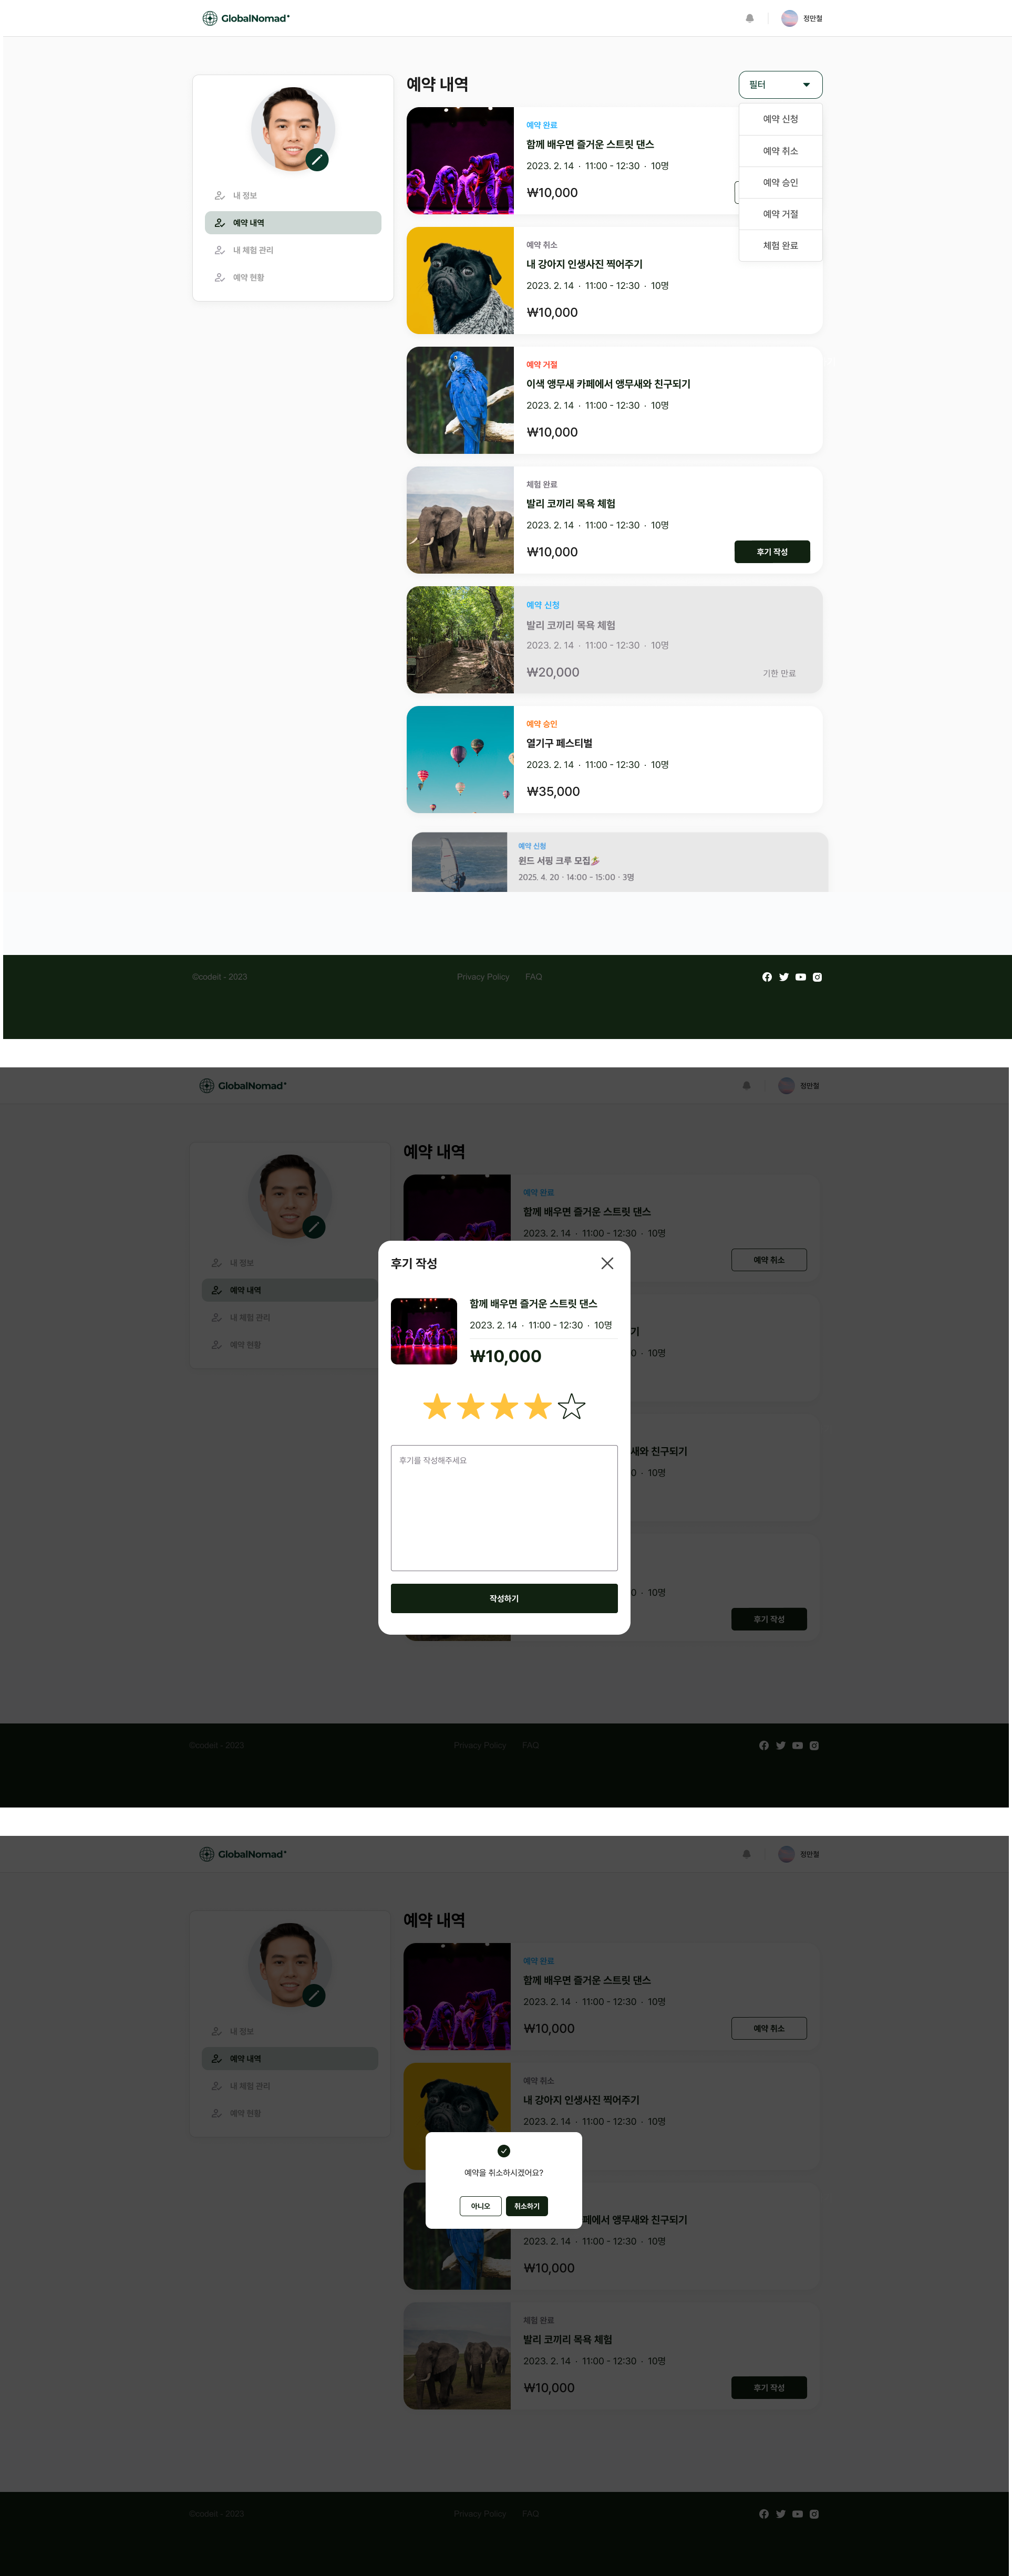 GlobalNomad
정만철
예약 내역
필터
예약 신청
예약 취소
예약 승인
예약 거절
체험 완료
내 정보
예약 내역
내 체험 관리
예약 현황
예약 완료
함께 배우면 즐거운 스트릿 댄스
2023. 2. 14 · 11:00 - 12:30 · 10명
₩10,000
예약 취소
내 강아지 인생사진 찍어주기
2023. 2. 14 · 11:00 - 12:30 · 10명
₩10,000
예약 거절
이색 앵무새 카페에서 앵무새와 친구되기
2023. 2. 14 · 11:00 - 12:30 · 10명
₩10,000
체험 완료
발리 코끼리 목욕 체험
2023. 2. 14 · 11:00 - 12:30 · 10명
₩10,000
후기 작성
예약 신청
발리 코끼리 목욕 체험
2023. 2. 14 · 11:00 - 12:30 · 10명
₩20,000
기한 만료
예약 승인
열기구 페스티벌
2023. 2. 14 · 11:00 - 12:30 · 10명
₩35,000
예약 신청
윈드 서핑 크루 모집🏄
2025. 4. 20 · 14:00 - 15:00 · 3명
©codeit - 2023
Privacy Policy
FAQ
GlobalNomad
정만철
예약 내역
내 정보
예약 내역
내 체험 관리
예약 현황
예약 완료
함께 배우면 즐거운 스트릿 댄스
2023. 2. 14 · 11:00 - 12:30 · 10명
예약 취소
기
0 · 10명
새와 친구되기
0 · 10명
0 · 10명
후기 작성
후기 작성
함께 배우면 즐거운 스트릿 댄스
2023. 2. 14 · 11:00 - 12:30 · 10명
₩10,000
후기를 작성해주세요
작성하기
©codeit - 2023
Privacy Policy
FAQ
GlobalNomad
정만철
예약 내역
내 정보
예약 내역
내 체험 관리
예약 현황
예약 완료
함께 배우면 즐거운 스트릿 댄스
2023. 2. 14 · 11:00 - 12:30 · 10명
₩10,000
예약 취소
예약 취소
내 강아지 인생사진 찍어주기
2023. 2. 14 · 11:00 - 12:30 · 10명
예약을 취소하시겠어요?
아니오
취소하기
페에서 앵무새와 친구되기
2023. 2. 14 · 11:00 - 12:30 · 10명
₩10,000
체험 완료
발리 코끼리 목욕 체험
2023. 2. 14 · 11:00 - 12:30 · 10명
₩10,000
후기 작성
©codeit - 2023
Privacy Policy
FAQ